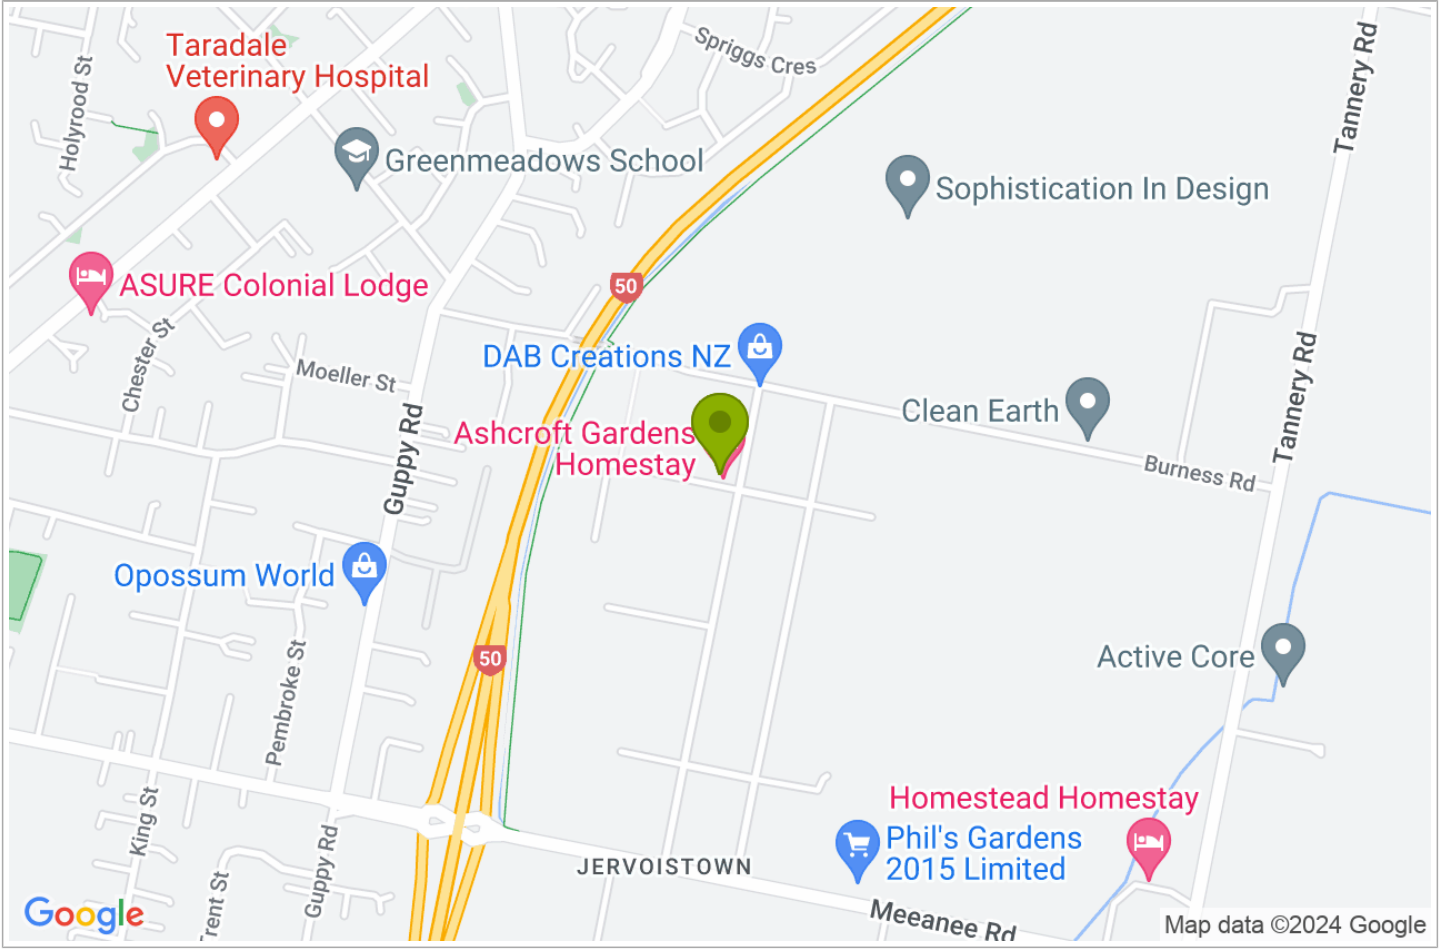 Taradale
Veterinary Hospital
Holyrood St
Spriggs Cres
Tannery Rd
Greenmeadows School
Sophistication In Design
ASURE Colonial Lodge
50
Chester St
DAB Creations NZ
Moeller St
Guppy Rd
Clean Earth
Tannery Rd
Ashcroft Gardens
Homestay
Burness Rd
Opossum World
50
Active Core
Pembroke St
King St
Homestead Homestay
Phil's Gardens
2015 Limited
Guppy Rd
JERVOISTOWN
Trent St
Meeanee Rd
Google
Map data ©2024 Google